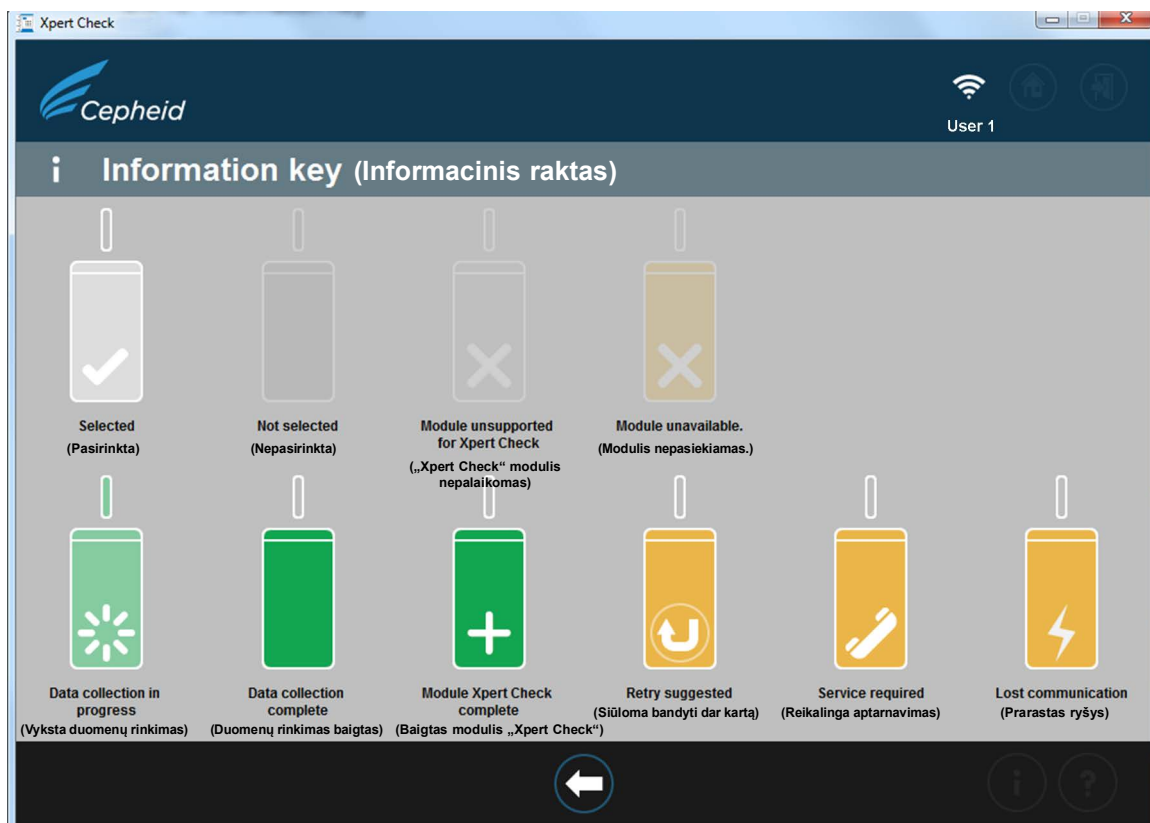 Xpert Check
Cepheid
User 1
i Information key (Informacinis raktas)
Selected
(Pasirinkta)
Not selected
(Nepasirinkta)
Module unsupported
for Xpert Check
(„Xpert Check“ modulis
nepalaikomas)
Module unavailable.
(Modulis nepasiekiamas.)
Data collection in
progress
(Vyksta duomenų rinkimas)
Data collection
complete
(Duomenų rinkimas baigtas)
Module Xpert Check
complete
(Baigtas modulis „Xpert Check“)
Retry suggested
(Siūloma bandyti dar kartą)
Service required
(Reikalinga aptarnavimas)
Lost communication
(Prarastas ryšys)
i ?